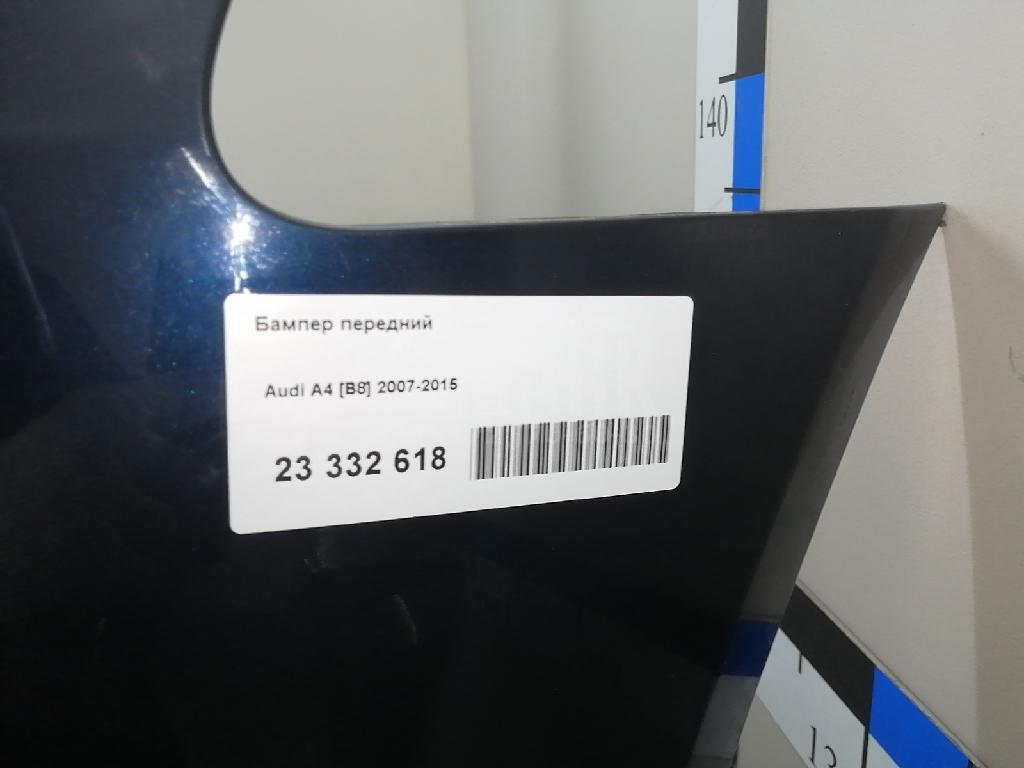 140
Бампер передний
Audi A4 [B8] 2007-2015
23 332 618